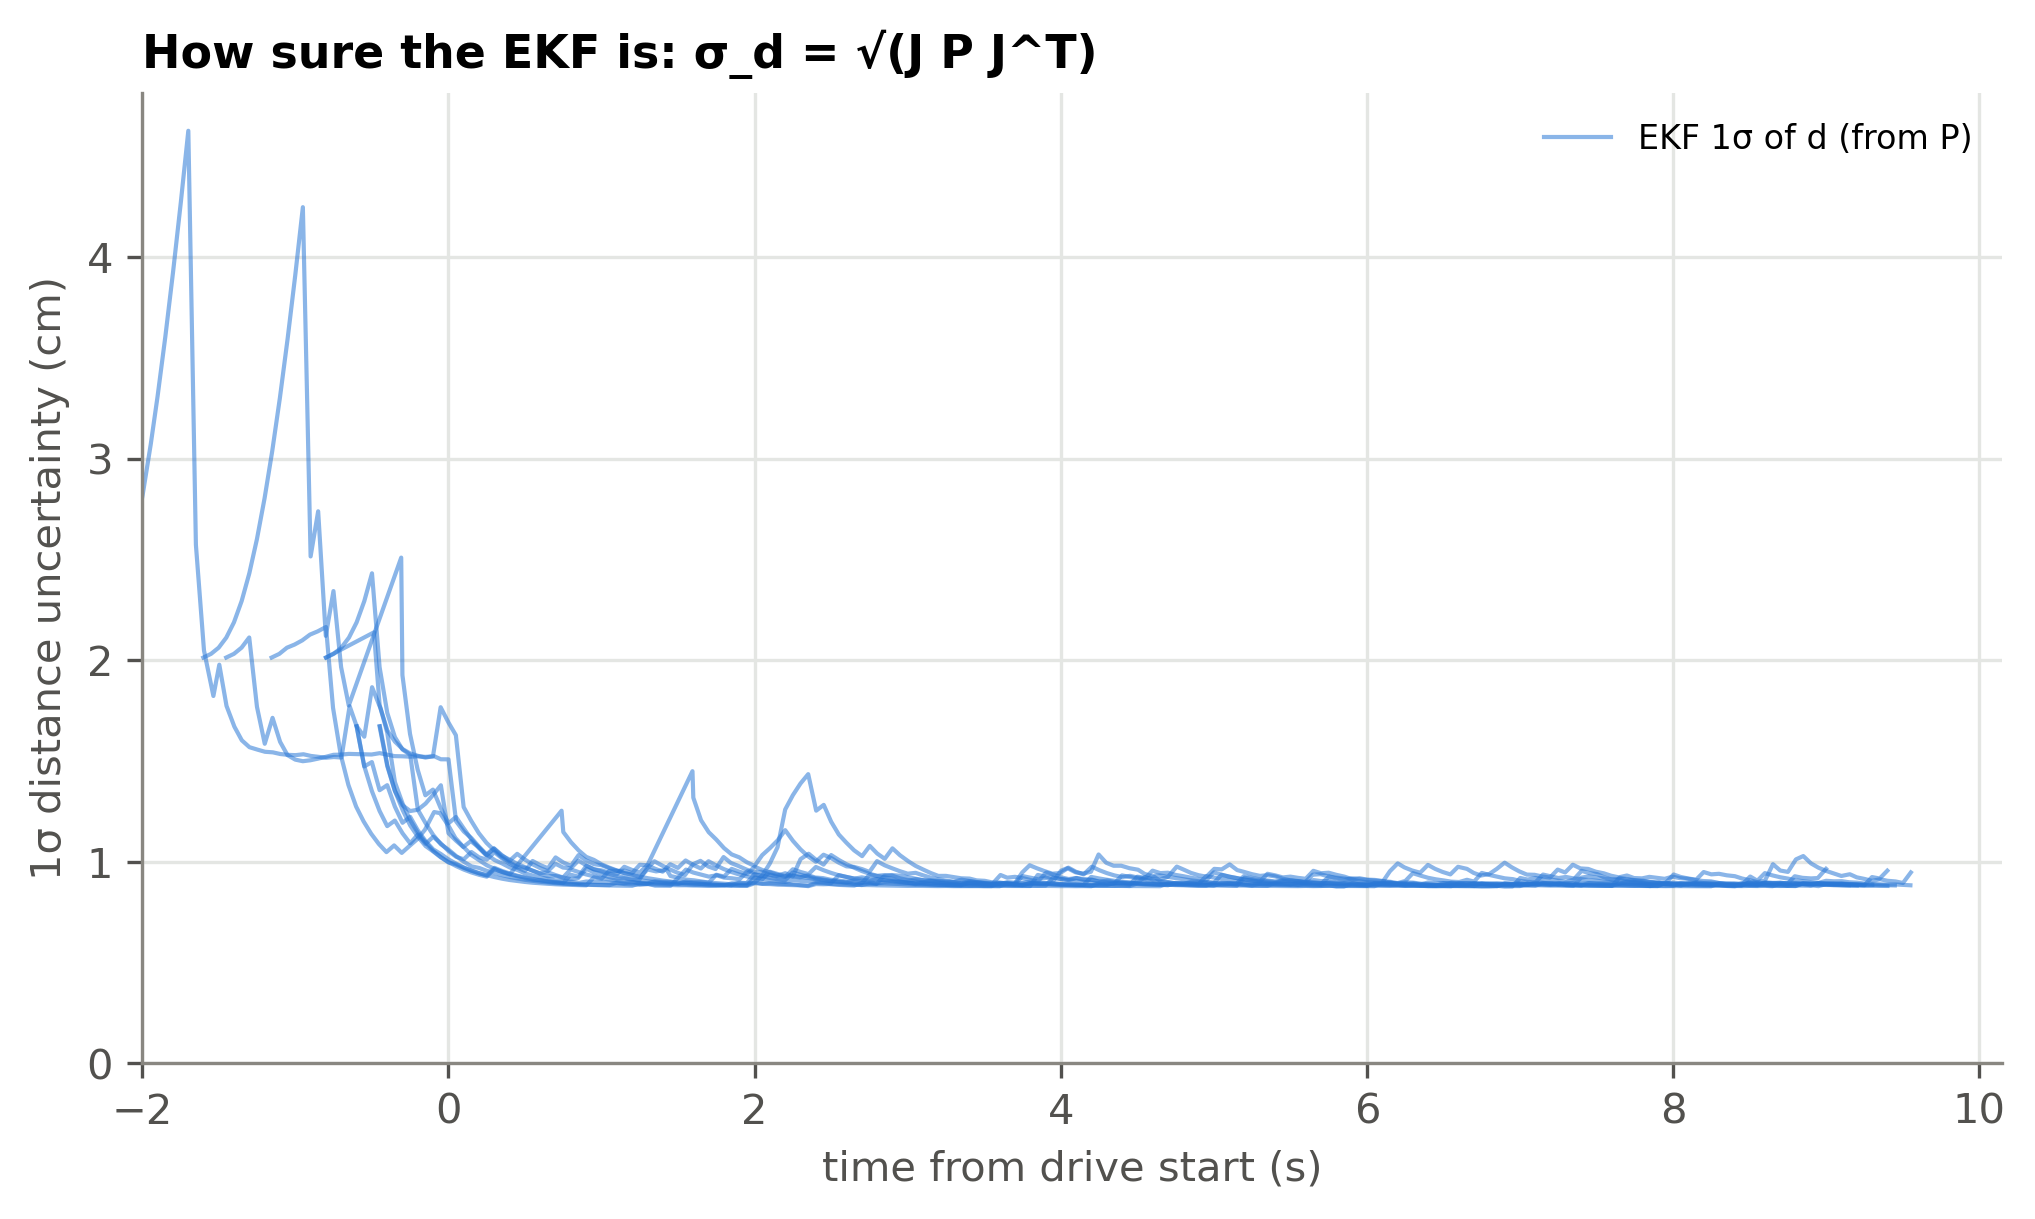 How sure the EKF is: σ_d = √(J P J^T)
EKF 1σ of d (from P)
1σ distance uncertainty (cm)
4
3
2
1
0
−2 0 2 4 6 8 10
time from drive start (s)